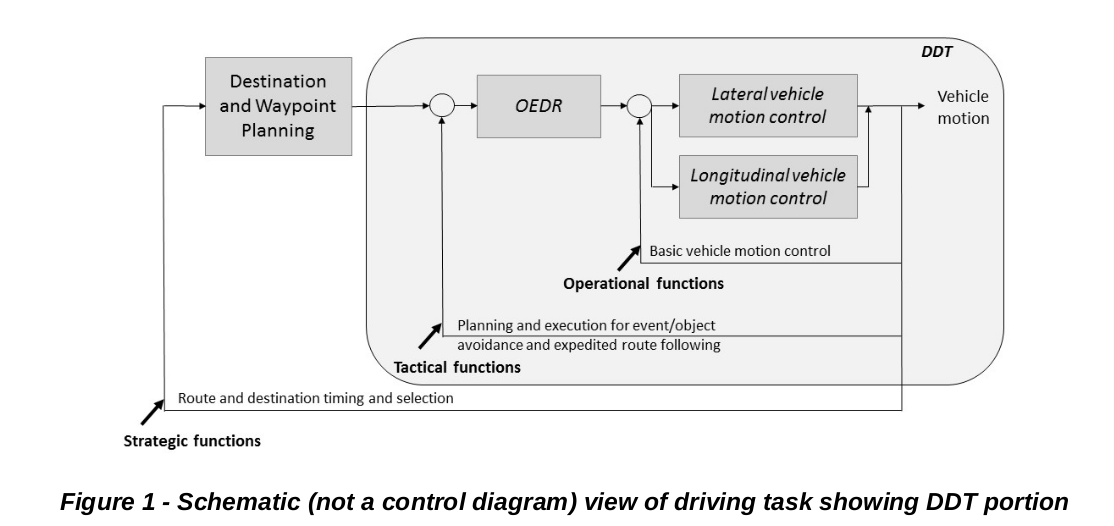 DDT
Destination
and Waypoint
Planning
OEDR
Lateral vehicle
motion control
Longitudinal vehicle
motion control
Vehicle
motion
Basic vehicle motion control
Operational functions
Planning and execution for event/object
avoidance and expedited route following
Tactical functions
Route and destination timing and selection
Strategic functions
Figure 1 - Schematic (not a control diagram) view of driving task showing DDT portion